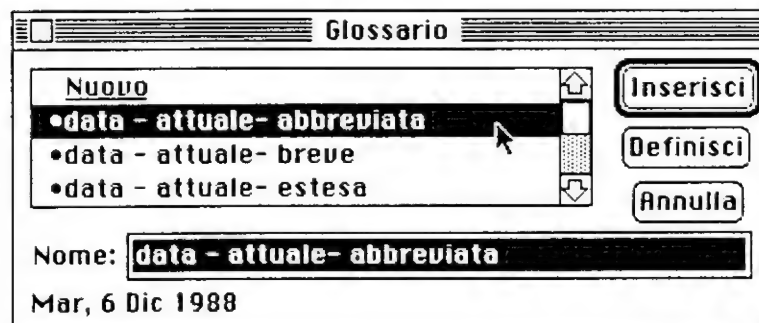 Glossario
Nuovo
•data - attuale- abbreviata
•data - attuale- breve
•data - attuale- estesa
Inserisci
Definisci
Annulla
Nome: data - attuale- abbreviata
Mar, 6 Dic 1988